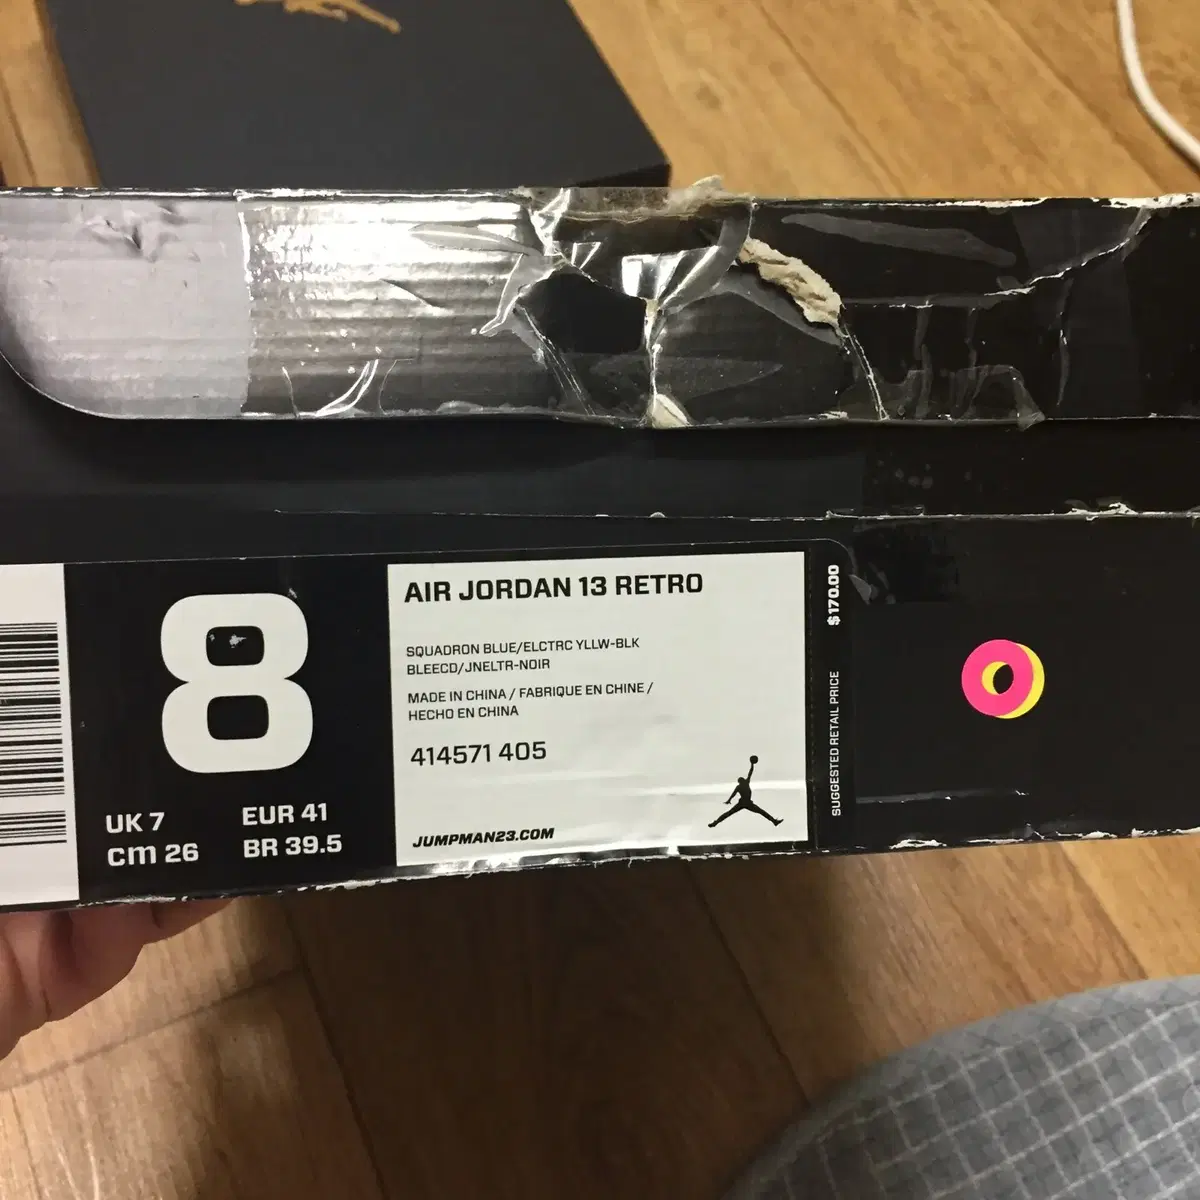 8
UK 7
EUR 41
cm 26
BR 39.5
AIR JORDAN 13 RETRO
SQUADRON BLUE/ELCTRC YLLW-BLK
BLEECD/JNELTR-NOIR
MADE IN CHINA / FABRIQUE EN CHINE /
HECHO EN CHINA
414571 405
JUMPMAN23.COM
SUGGESTED RETAIL PRICE $170.00